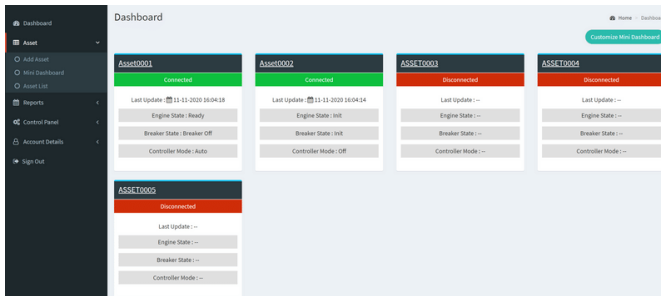 Dashboard
Home - Dashboar
Customize Mini Dashboard
Dashboard
Asset
Add Asset
Mini Dashboard
Asset List
Reports
Control Panel
Account Details
Sign Out
Asset0001
Connected
Last Update : 11-11-2020 16:04:18
Engine State : Ready
Breaker State : Breaker Off
Controller Mode : Auto
Asset0002
Connected
Last Update : 11-11-2020 16:04:14
Engine State : Init
Breaker State : Init
Controller Mode : Off
ASSET0003
Disconnected
Last Update : --
Engine State : --
Breaker State : --
Controller Mode : --
ASSET0004
Disconnected
Last Update : --
Engine State : --
Breaker State : --
Controller Mode : --
ASSET0005
Disconnected
Last Update : --
Engine State : --
Breaker State : --
Controller Mode : --